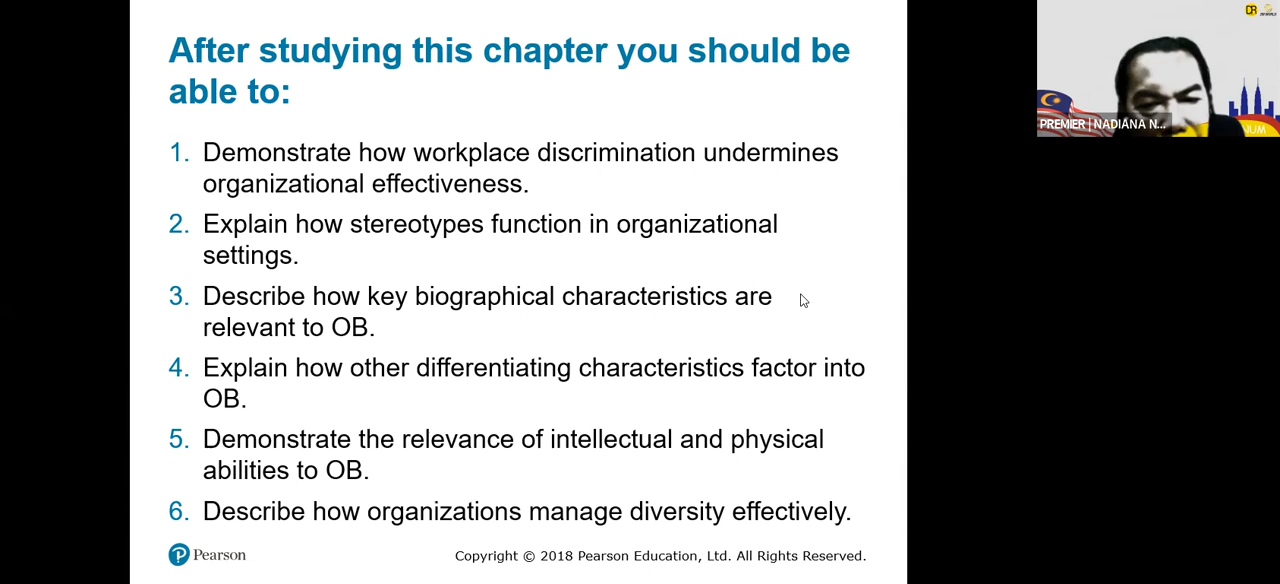 After studying this chapter you should be
able to:
1. Demonstrate how workplace discrimination undermines
organizational effectiveness.
2. Explain how stereotypes function in organizational
settings.
3. Describe how key biographical characteristics are
relevant to OB.
4. Explain how other differentiating characteristics factor into
OB.
5. Demonstrate the relevance of intellectual and physical
abilities to OB.
6. Describe how organizations manage diversity effectively.
Pearson
Copyright © 2018 Pearson Education, Ltd. All Rights Reserved.
DR
PREMIER | NADIANA N...